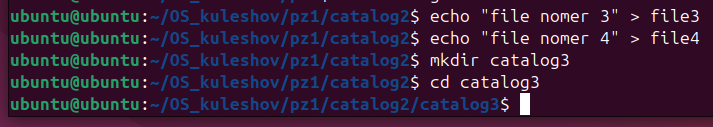 ubuntu@ubuntu:~/OS_kuleshov/pz1/catalog2$ echo "file nomer 3" > file3
ubuntu@ubuntu:~/OS_kuleshov/pz1/catalog2$ echo "file nomer 4" > file4
ubuntu@ubuntu:~/OS_kuleshov/pz1/catalog2$ mkdir catalog3
ubuntu@ubuntu:~/OS_kuleshov/pz1/catalog2$ cd catalog3
ubuntu@ubuntu:~/OS_kuleshov/pz1/catalog2/catalog3$